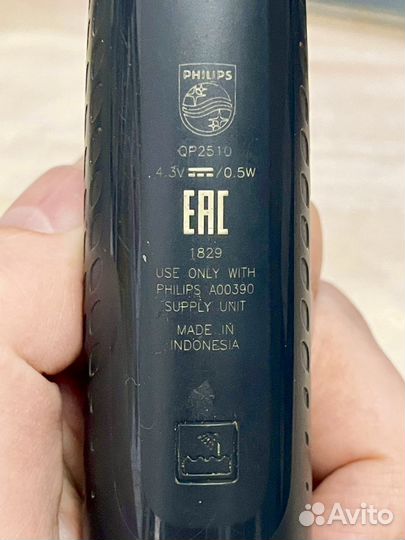 PHILIPS
QP2510
4.3V⎓/0.5W
EAC
1829
USE ONLY WITH
PHILIPS A00390
SUPPLY UNIT
MADE IN
INDONESIA
Avito